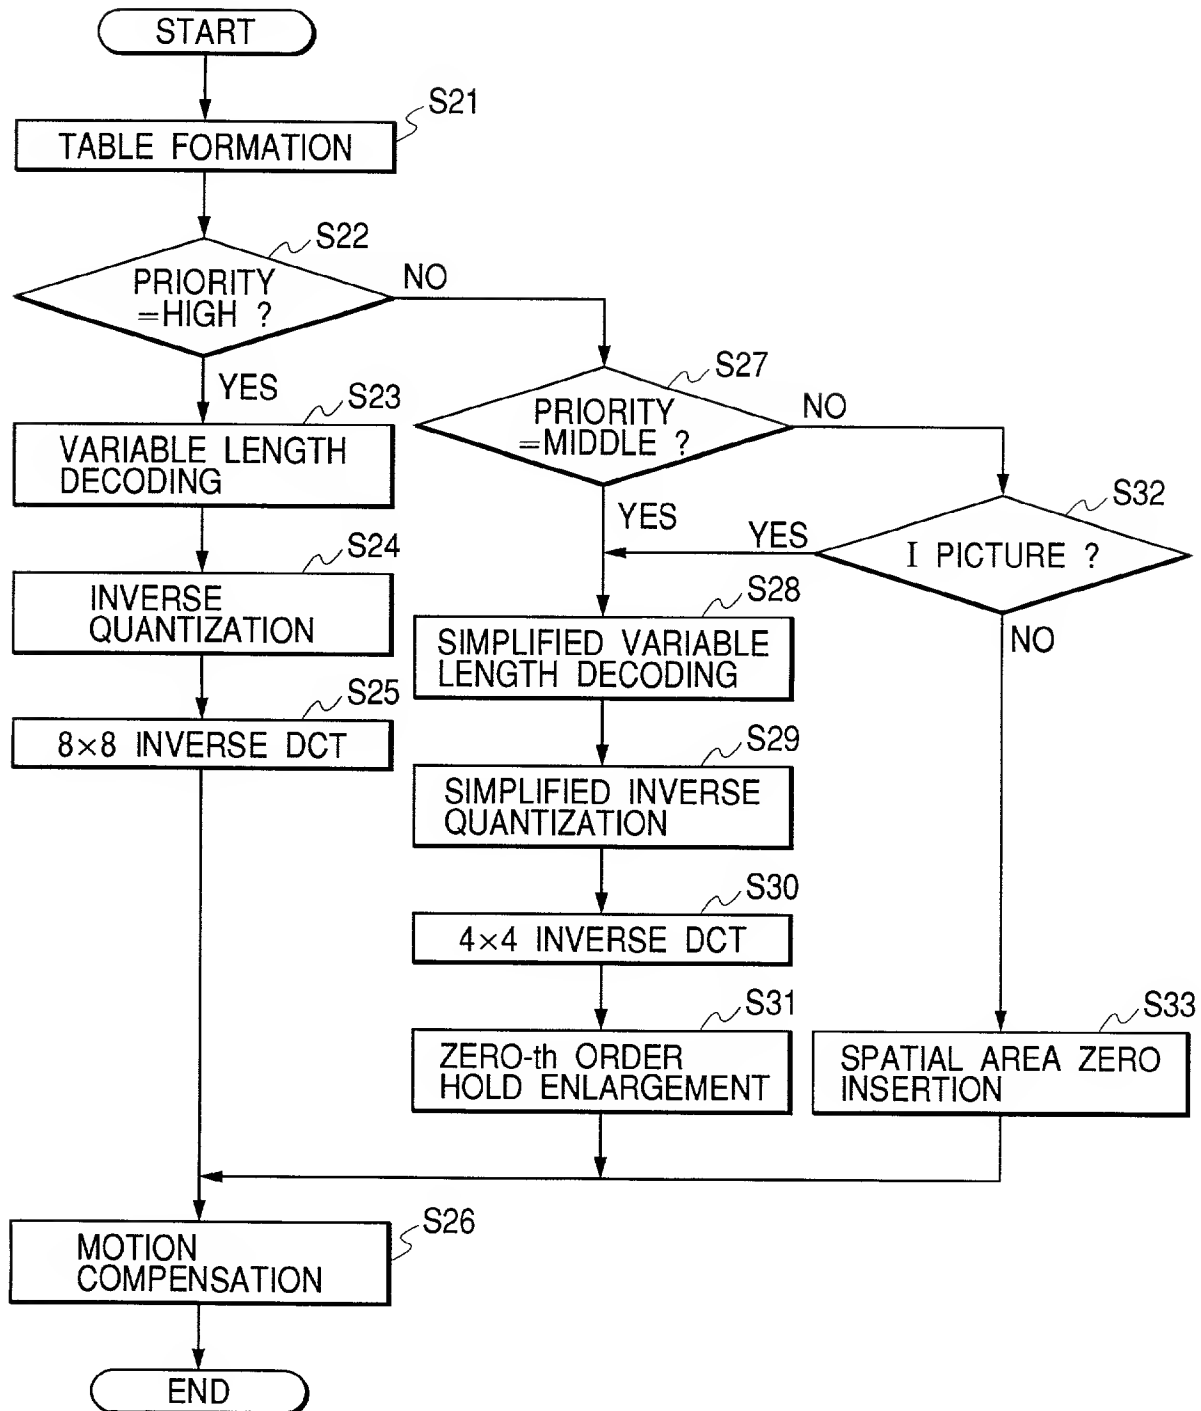 START
S21
TABLE FORMATION
S22
PRIORITY
=HIGH ?
NO
YES
S27
PRIORITY
=MIDDLE ?
NO
YES
S23
VARIABLE LENGTH
DECODING
S32
I PICTURE ?
YES
NO
S24
INVERSE
QUANTIZATION
S28
SIMPLIFIED VARIABLE
LENGTH DECODING
S25
8×8 INVERSE DCT
S29
SIMPLIFIED INVERSE
QUANTIZATION
S30
4×4 INVERSE DCT
S31
ZERO-th ORDER
HOLD ENLARGEMENT
S33
SPATIAL AREA ZERO
INSERTION
S26
MOTION
COMPENSATION
END